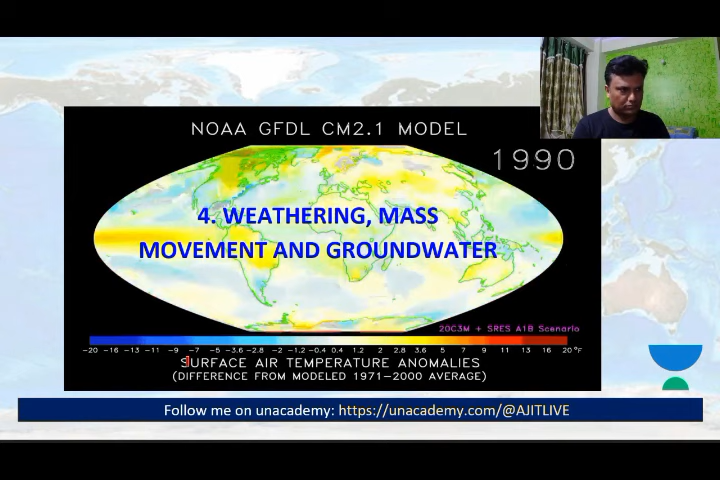 NOAA GFDL CM2.1 MODEL
1990
4. WEATHERING, MASS
MOVEMENT AND GROUNDWATER
20C3M + SRES A1B Scenario
-20 -16 -13 -11 -9 -7 -5 -3.6 -2.8 -2 -1.2 -0.4 0.4 1.2 2 2.8 3.6 5 7 9 11 13 16 20°F
SURFACE AIR TEMPERATURE ANOMALIES
(DIFFERENCE FROM MODELED 1971-2000 AVERAGE)
Follow me on unacademy: https://unacademy.com/@AJITLIVE